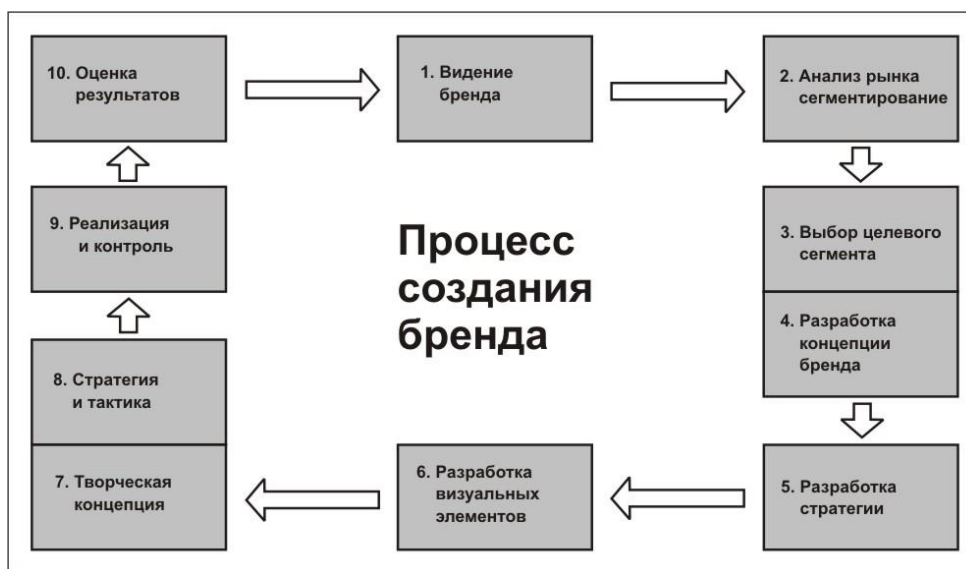 10. Оценка
результатов
1. Видение
бренда
2. Анализ рынка
сегментирование
9. Реализация
и контроль
Процесс
создания
бренда
3. Выбор целевого
сегмента
4. Разработка
концепции
бренда
8. Стратегия
и тактика
7. Творческая
концепция
6. Разработка
визуальных
элементов
5. Разработка
стратегии